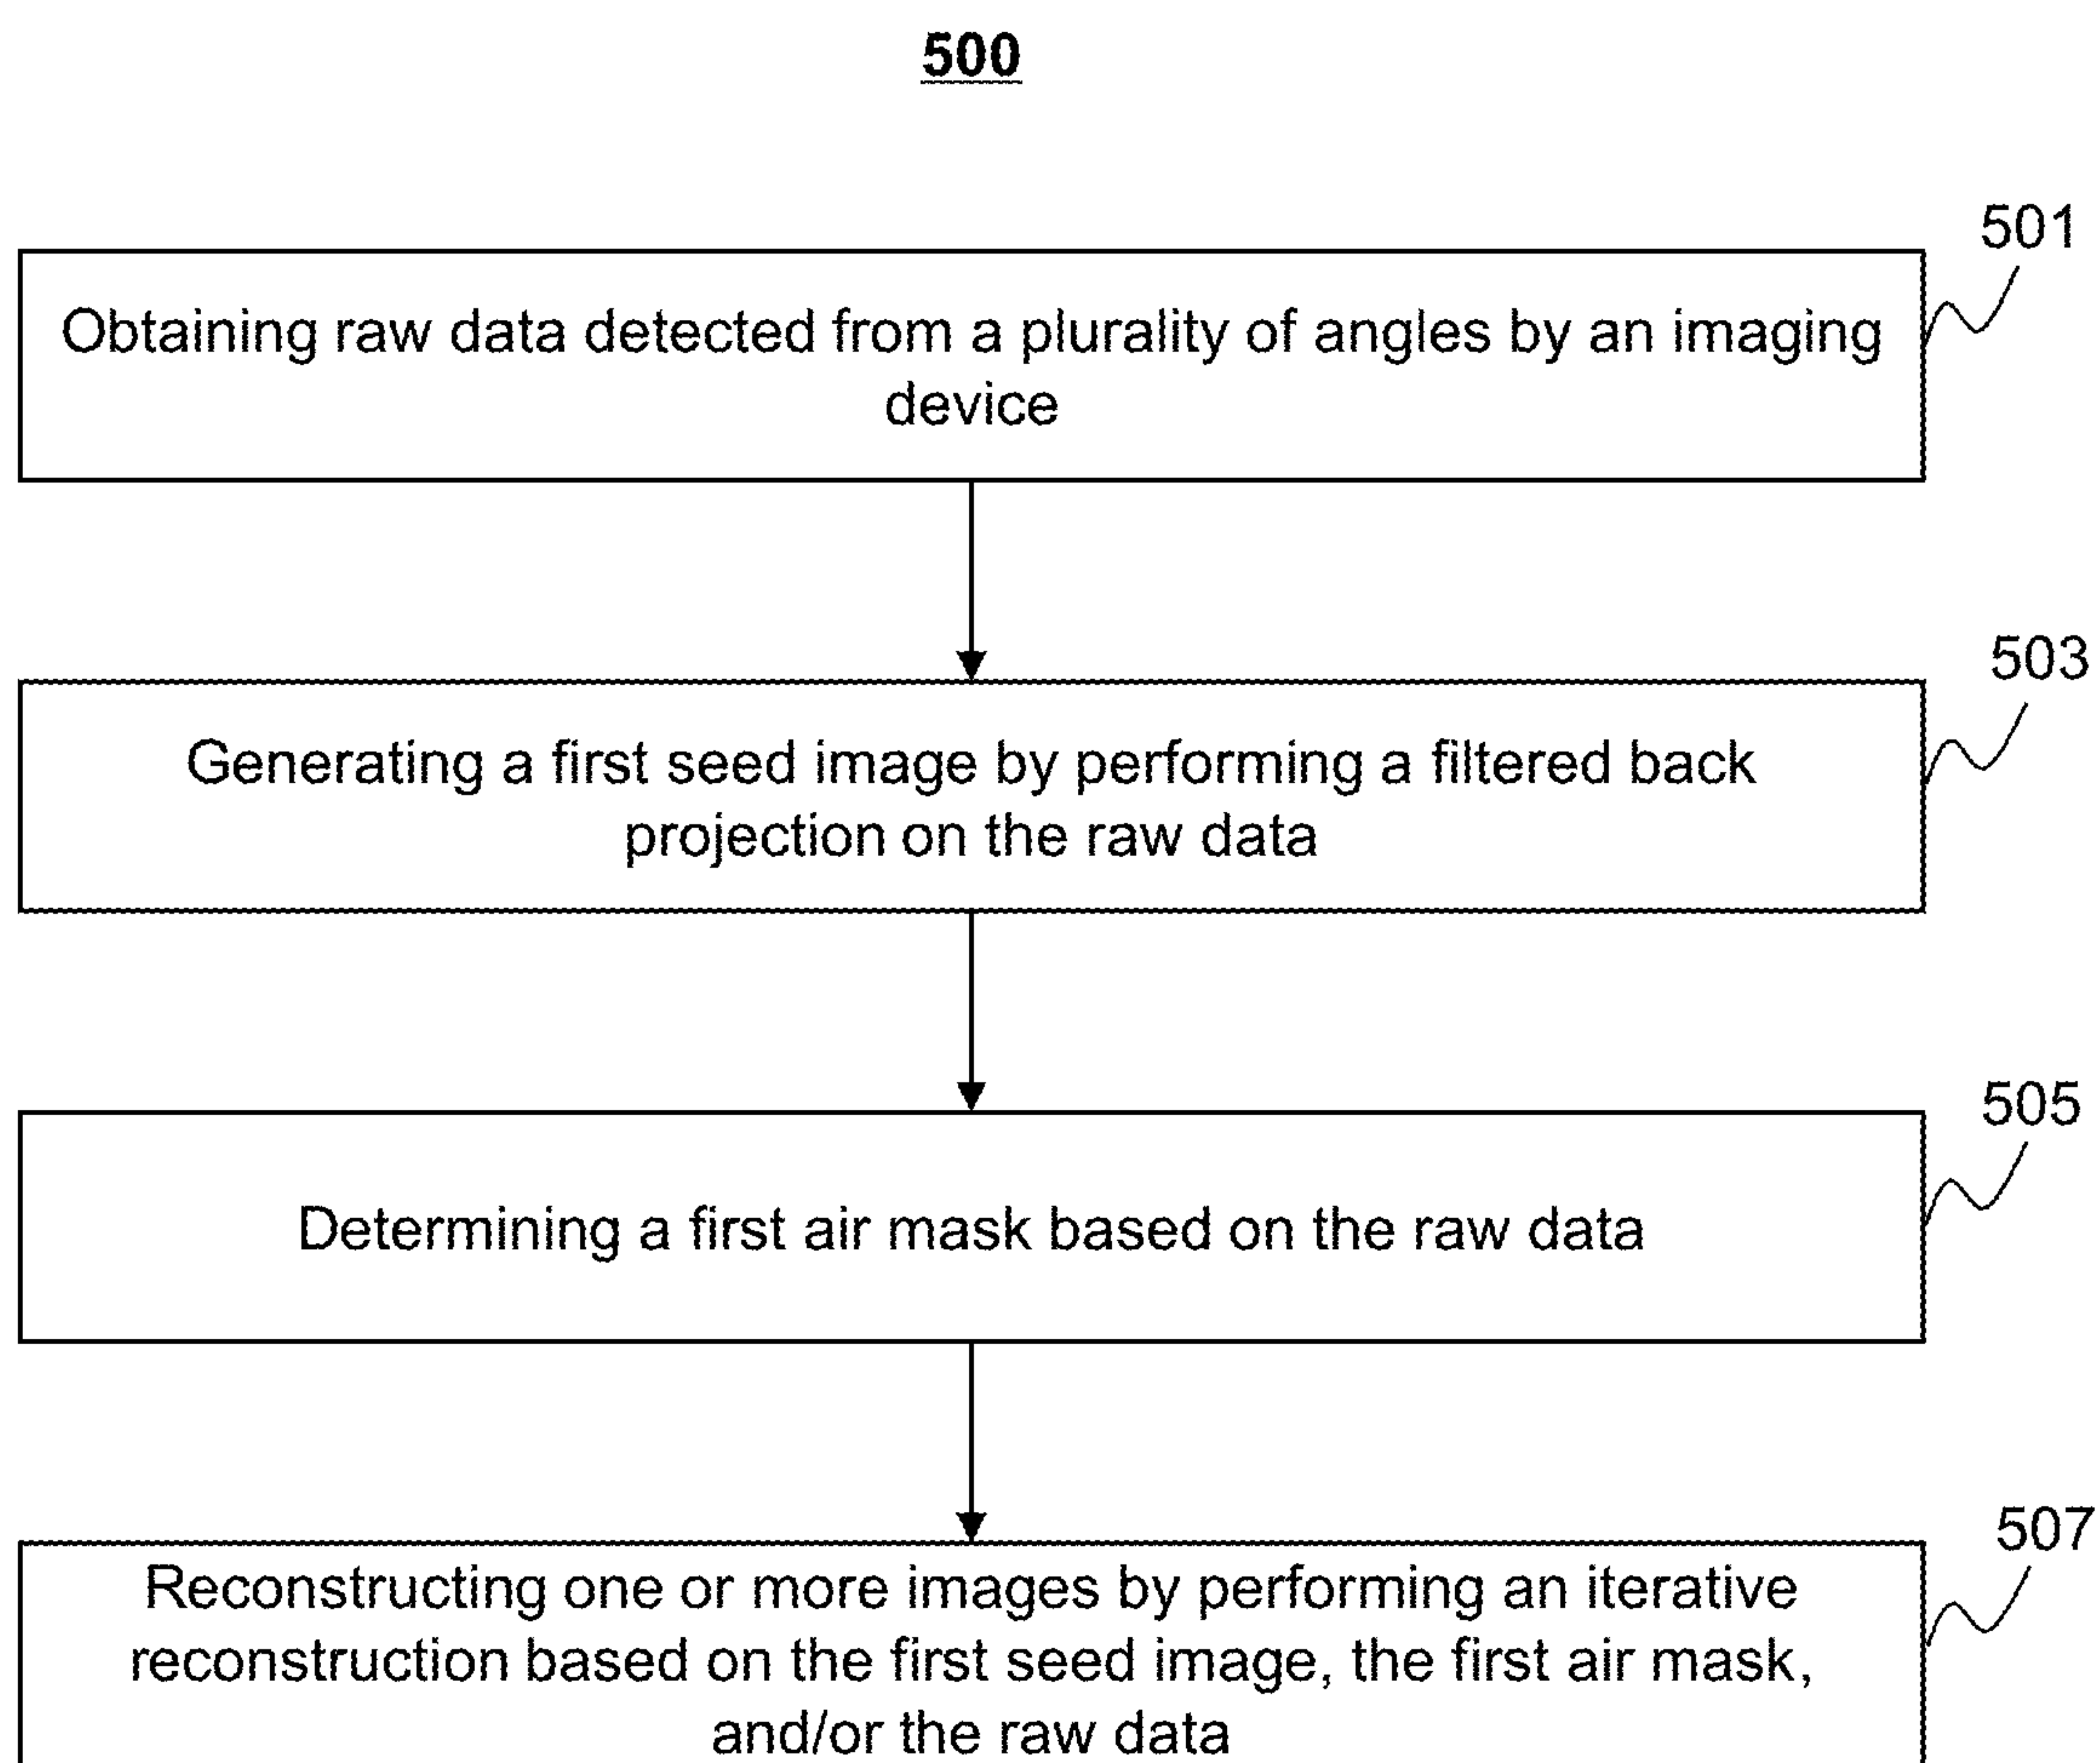 500
501
Obtaining raw data detected from a plurality of angles by an imaging
device
503
Generating a first seed image by performing a filtered back
projection on the raw data
505
Determining a first air mask based on the raw data
507
Reconstructing one or more images by performing an iterative
reconstruction based on the first seed image, the first air mask,
and/or the raw data